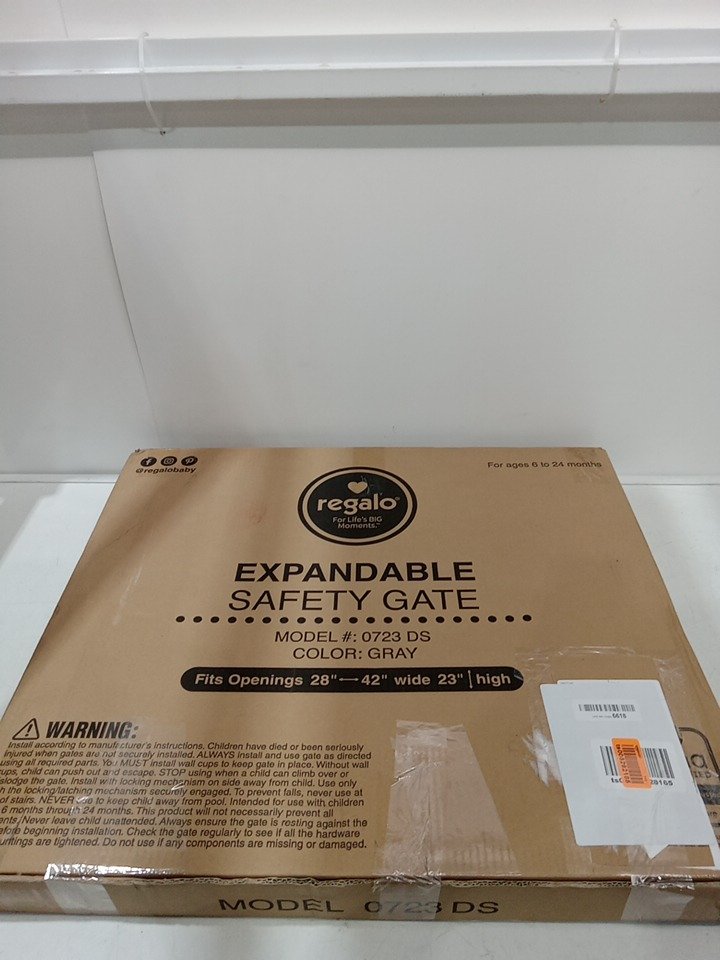 @regalobaby
For ages 6 to 24 months
regalo®
For Life's BIG
Moments.™
EXPANDABLE
SAFETY GATE
MODEL #: 0723 DS
COLOR: GRAY
Fits Openings 28" 42" wide 23" high
WARNING:
Install according to manufacturer's instructions. Children have died or been seriously
injured when gates are not securely installed. ALWAYS install and use gate as directed
using all required parts. You MUST install wall cups to keep gate in place. Without wall
cups, child can push out and escape. STOP using when a child can climb over or
dislodge the gate. Install with locking mechanism on side away from child. Use only
the locking/latching mechanism securely engaged. To prevent falls, never use at
of stairs. NEVER use to keep child away from pool. Intended for use with children
6 months through 24 months. This product will not necessarily prevent all
Never leave child unattended. Always ensure the gate is resting against the
before beginning installation. Check the gate regularly to see if all the hardware
are tightened. Do not use if any components are missing or damaged.
MODEL 0723 DS